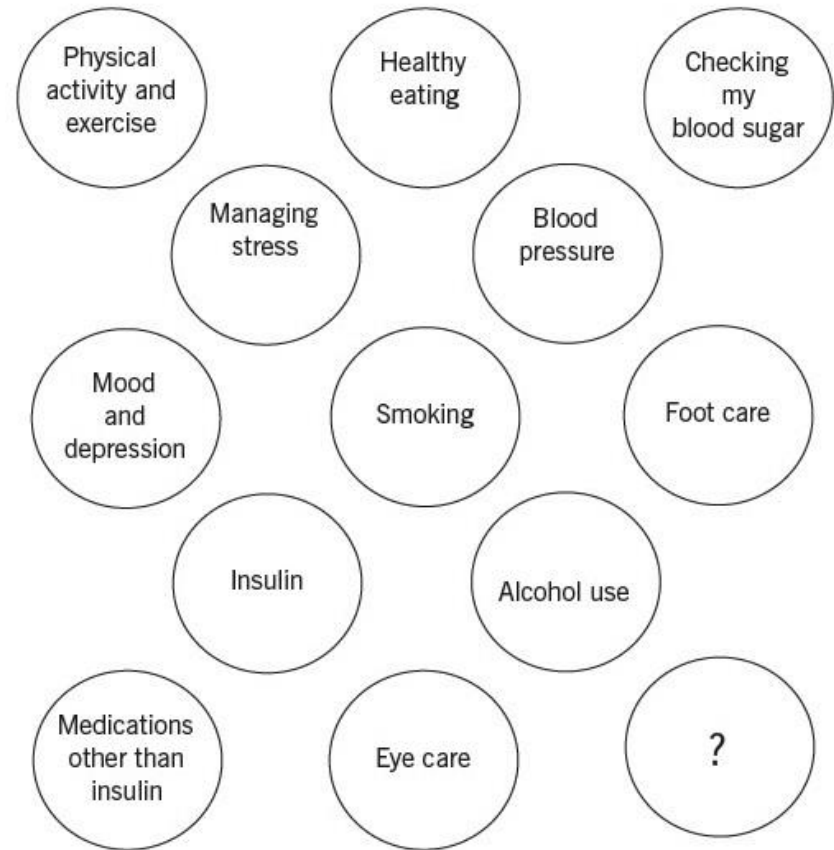 Physical
activity and
exercise
Healthy
eating
Checking
my
blood sugar
Managing
stress
Blood
pressure
Mood
and
depression
Smoking
Foot care
Insulin
Alcohol use
Medications
other than
insulin
Eye care
?